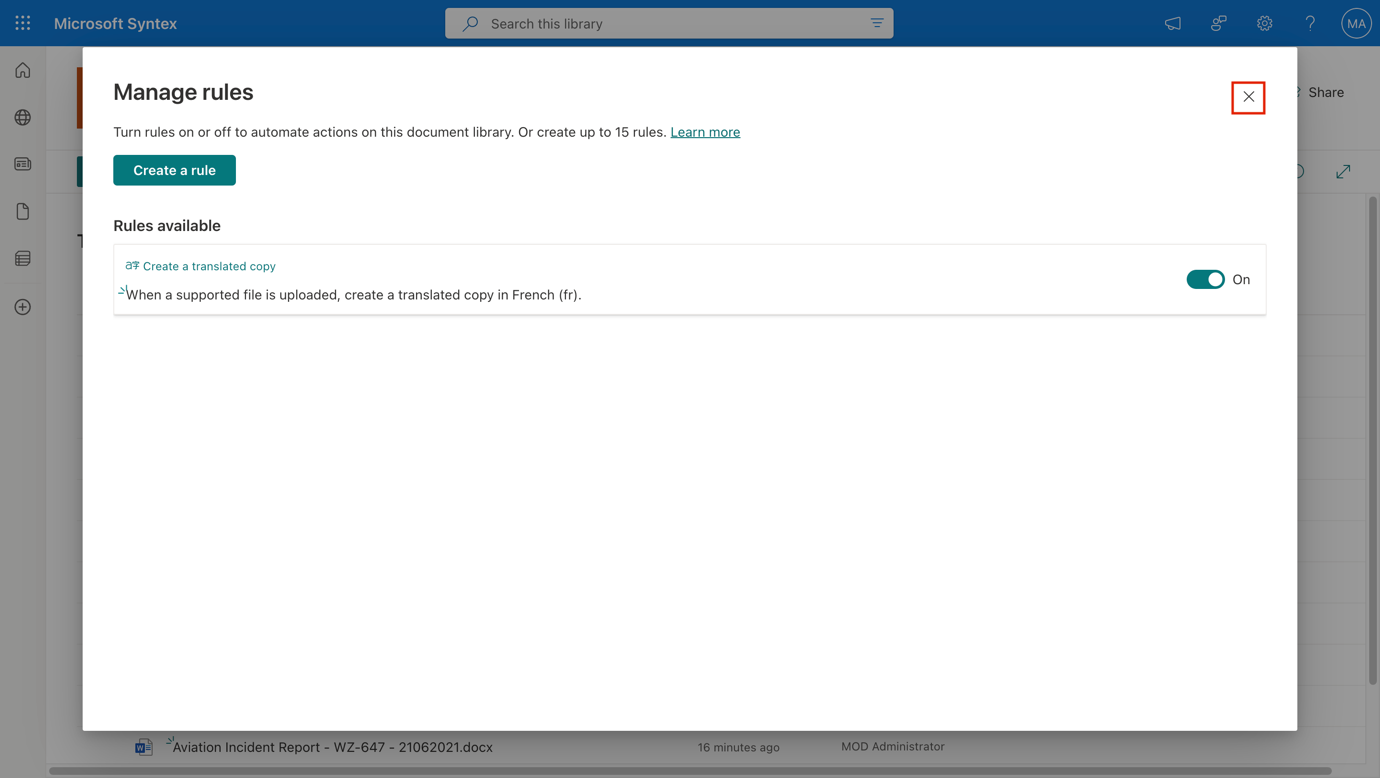 Microsoft Syntex
Search this library
MA
Manage rules
Share
Turn rules on or off to automate actions on this document library. Or create up to 15 rules. Learn more
Create a rule
Rules available
a字 Create a translated copy
On
When a supported file is uploaded, create a translated copy in French (fr).
Aviation Incident Report - WZ-647 - 21062021.docx
16 minutes ago
MOD Administrator